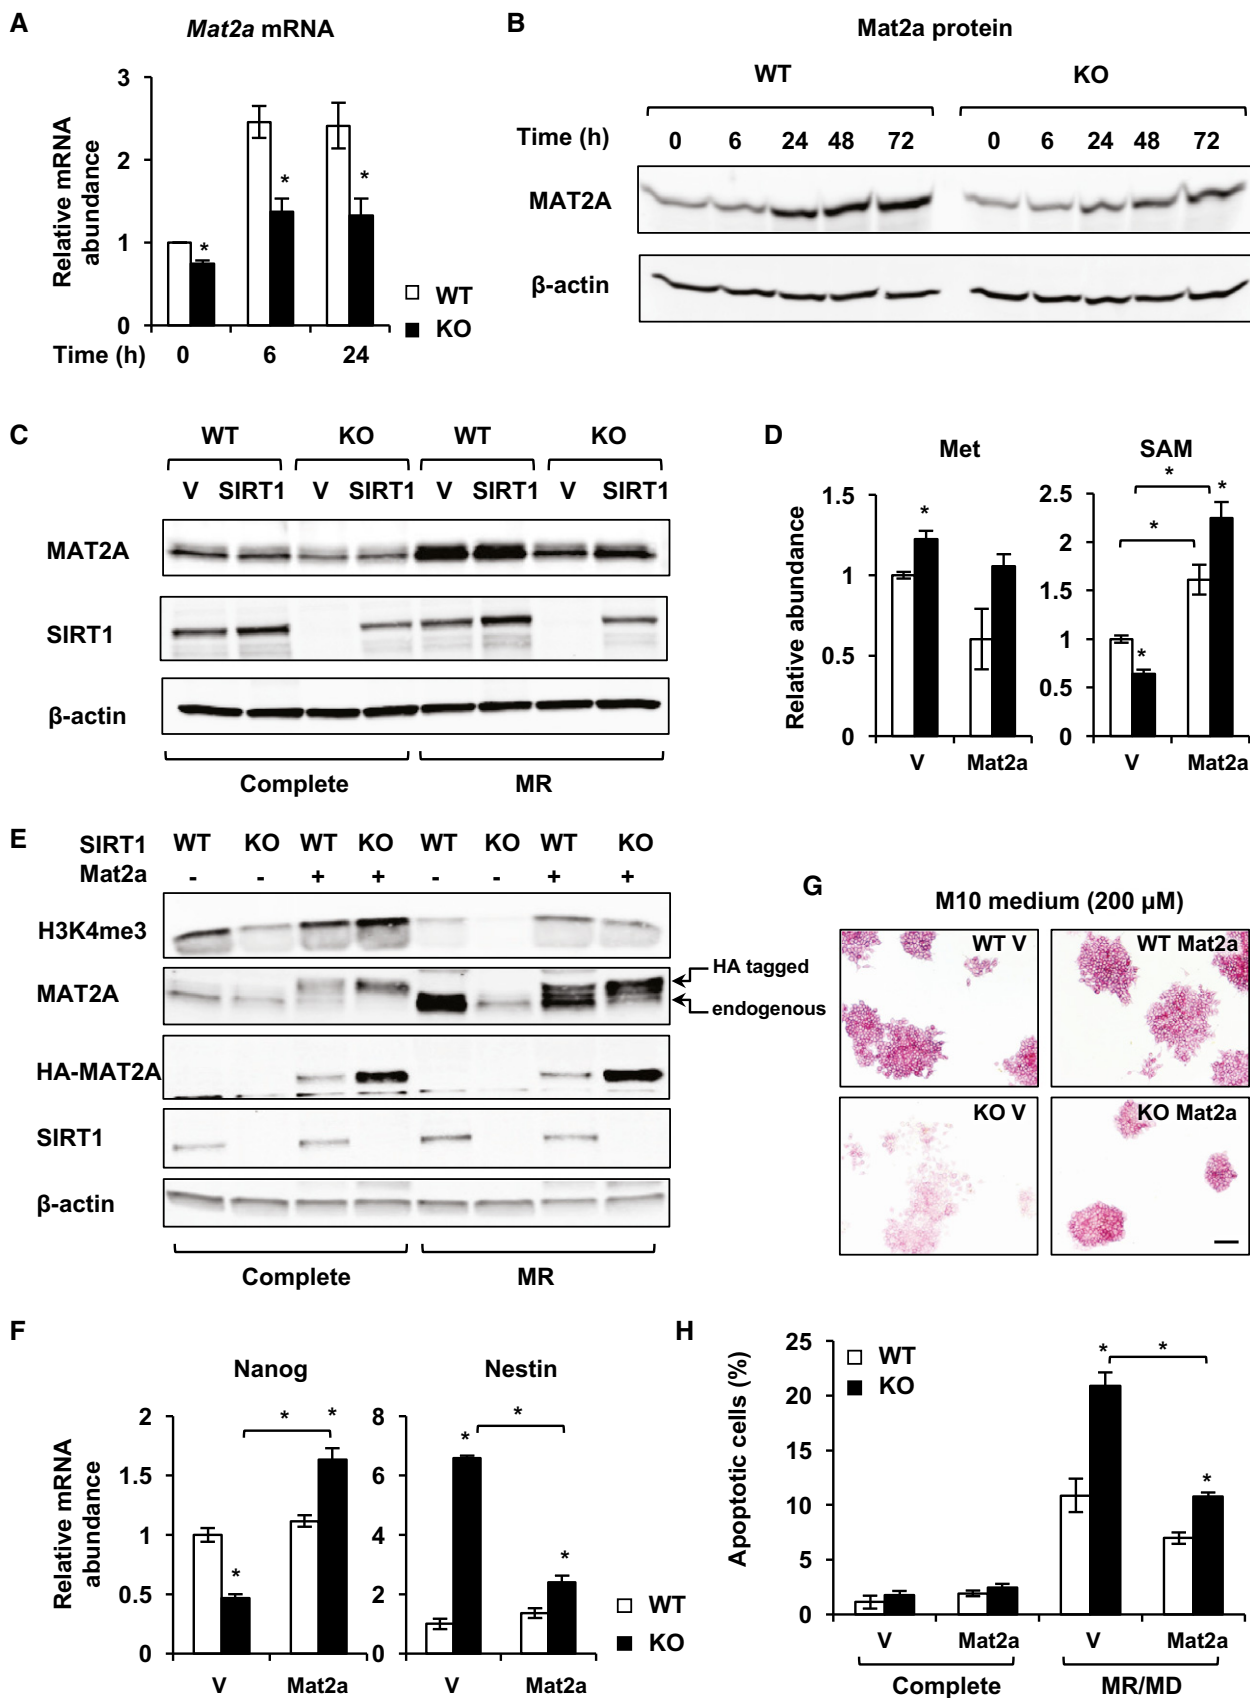 A
Mat2a mRNA
Relative mRNA
abundance
3
2
1
0
*
*
*
WT
KO
Time (h) 0 6 24
B
Mat2a protein
WT KO
Time (h) 0 6 24 48 72 0 6 24 48 72
MAT2A
β-actin
C
WT KO WT KO
V SIRT1 V SIRT1 V SIRT1 V SIRT1
MAT2A
SIRT1
β-actin
Complete MR
D
Met
Relative abundance
1.5
1
0.5
0
*
V Mat2a
SAM
2.5
2
1.5
1
0.5
0
*
*
*
*
V Mat2a
E
SIRT1 WT KO WT KO WT KO WT KO
Mat2a - - + + - - + +
H3K4me3
MAT2A
HA tagged
endogenous
HA-MAT2A
SIRT1
β-actin
Complete MR
G
M10 medium (200 µM)
WT V
WT Mat2a
KO V
KO Mat2a
F
Nanog
Relative mRNA
abundance
2
1.5
1
0.5
0
* *
*
V Mat2a
Nestin
8
6
4
2
0
*
*
*
WT
KO
V Mat2a
H
Apoptotic cells (%)
25
20
15
10
5
0
WT
KO
* *
*
V Mat2a V Mat2a
Complete MR/MD